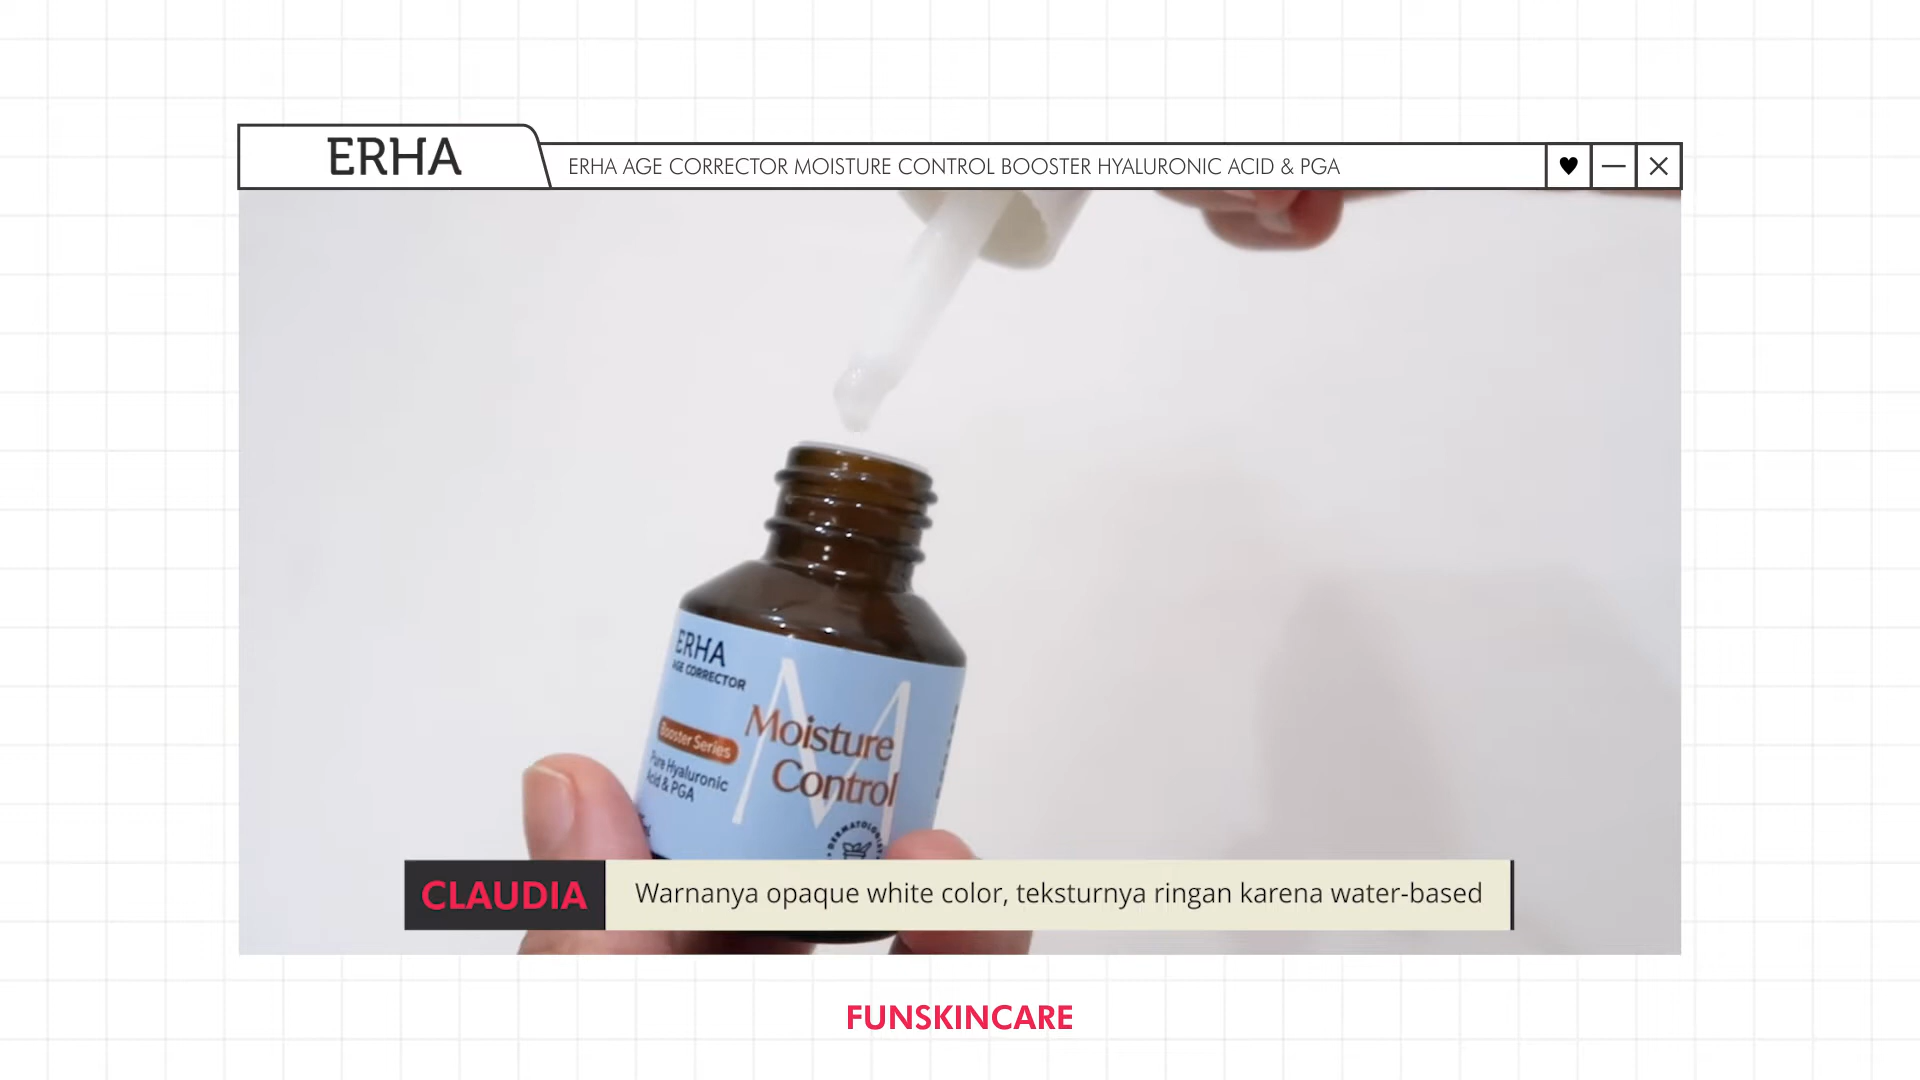 ERHA
ERHA AGE CORRECTOR MOISTURE CONTROL BOOSTER HYALURONIC ACID & PGA
ERHA
AGE CORRECTOR
Booster Series
Pure Hyaluronic
Acid & PGA
M
Moisture
Control
DERMATOLOGIST
CLAUDIA
Warnanya opaque white color, teksturnya ringan karena water-based
FUNSKINCARE